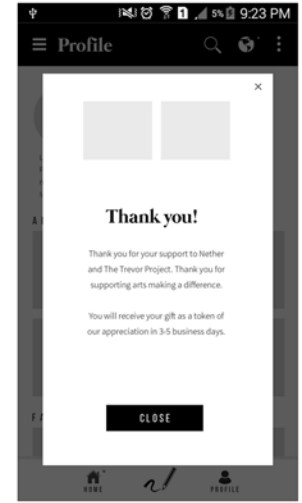 5% 9:23 PM
Profile
Thank you!
Thank you for your support to Nether
and The Trevor Project. Thank you for
supporting arts making a difference.
You will receive your gift as a token of
our appreciation in 3-5 business days.
CLOSE
HOME
PROFILE